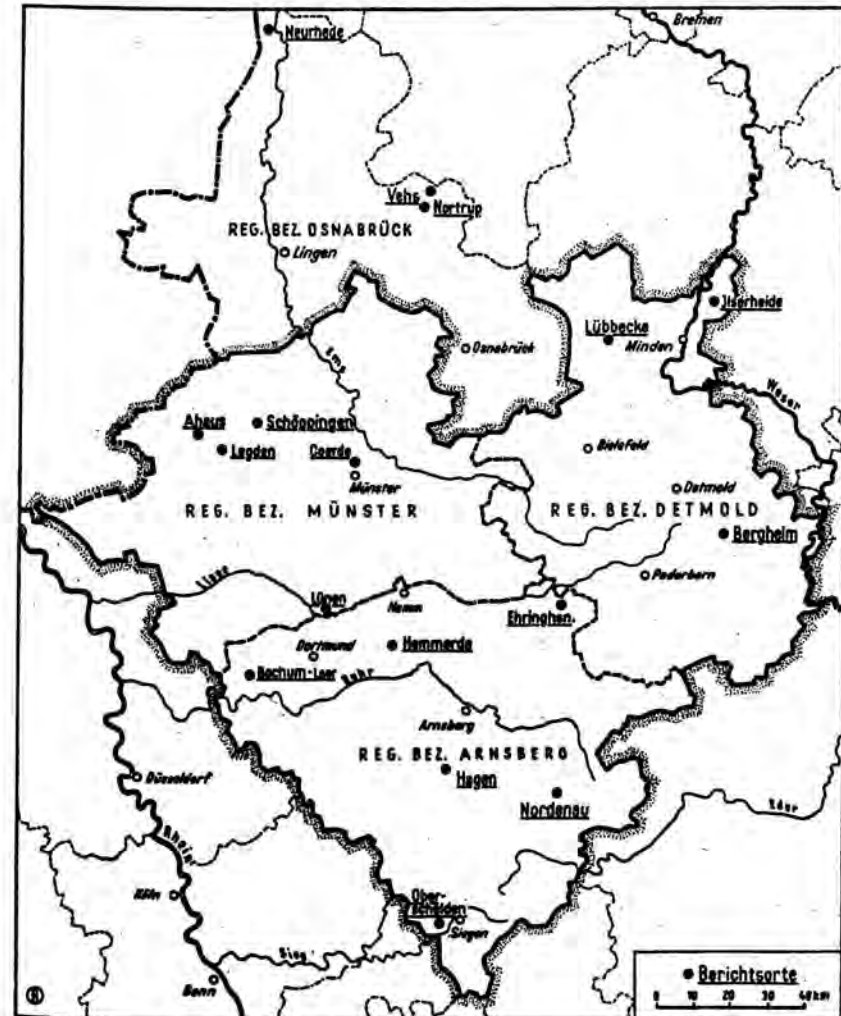 Bremen
Neurhede
Vehs
Nortrup
REG. BEZ. OSNABRÜCK
Lingen
Ilserheide
Lübbecke
Minden
Osnabrück
Ems
Weser
Ahaus
Schöppingen
Legden
Coerde
Bielefeld
Münster
Detmold
REG. BEZ. MÜNSTER
REG. BEZ. DETMOLD
Bergheim
Paderborn
Lippe
Lünen
Hamm
Ehringhsn.
Dortmund
Hemmerde
Bochum-Laer
Ruhr
Arnsberg
REG. BEZ. ARNSBERG
Düsseldorf
Hagen
Nordenau
Eder
Rhein
Köln
Ober-
schelden
Siegen
Sieg
Bonn
Berichtsorte
0 10 20 30 40 km